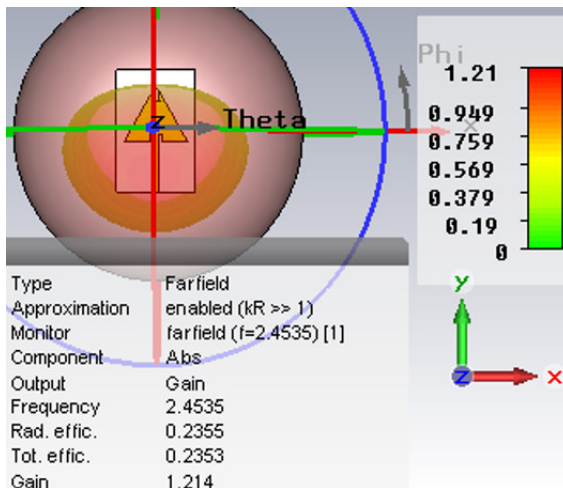 Phi
1.21
0.949
0.759
0.569
0.379
0.19
0
z
Theta
x
Type Farfield
Approximation enabled (kR >> 1)
Monitor farfield (f=2.4535) [1]
Component Abs
Output Gain
Frequency 2.4535
Rad. effic. 0.2355
Tot. effic. 0.2353
Gain 1.214
y
z
x